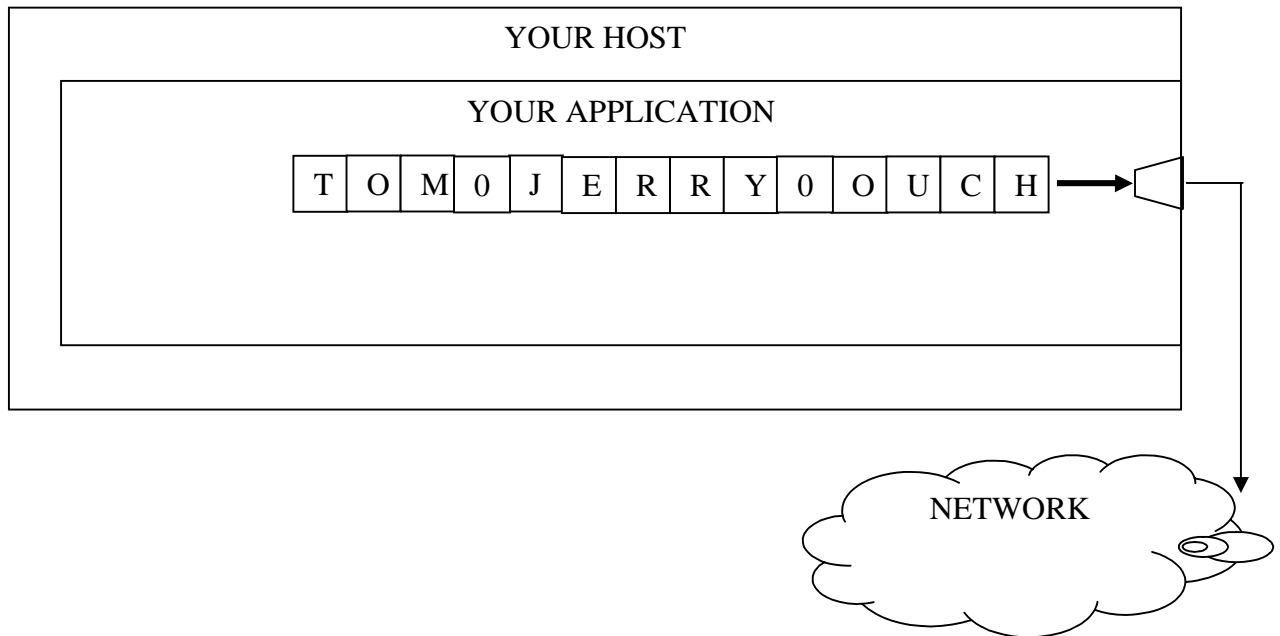 YOUR HOST
YOUR APPLICATION
T O M 0 J E R R Y 0 O U C H
NETWORK